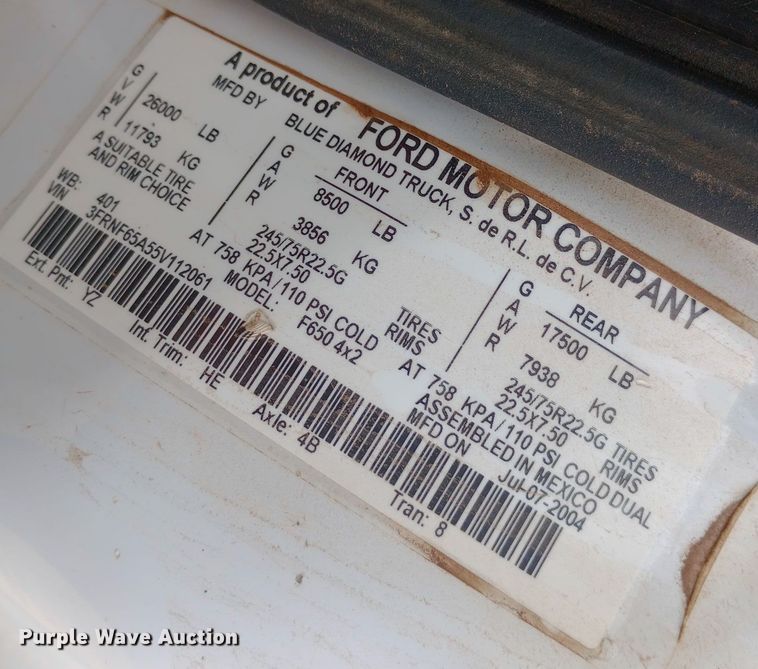 A product of FORD MOTOR COMPANY
MFD BY BLUE DIAMOND TRUCK, S. de R.L. de C.V.
GVWR 26000 LB
11793 KG
A SUITABLE TIRE
AND RIM CHOICE
GAWR FRONT
8500 LB
3856 KG
245/75R22.5G TIRES
22.5X7.50 RIMS
AT 758 KPA/110 PSI COLD
GAWR REAR
17500 LB
7938 KG
245/75R22.5G TIRES
22.5X7.50 RIMS
AT 758 KPA/110 PSI COLD DUAL
WB: 401
VIN 3FRNF65A55V112061
MODEL: F650 4x2
ASSEMBLED IN MEXICO
MFD ON Jul-07-2004
Ext. Pnt: YZ Int. Trim: HE Axle: 4B Tran: 8
Purple Wave Auction